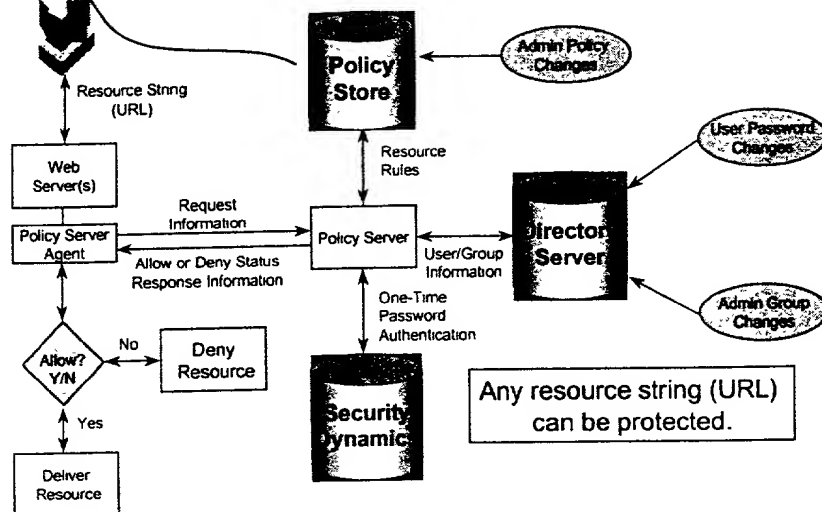 Policy
Store
Admin Policy
Changes
Resource String
(URL)
User Password
Changes
Web
Server(s)
Resource
Rules
Request
Information
Policy Server
Agent
Policy Server
Allow or Deny Status
Response Information
User/Group
Information
Director
Server
One-Time
Password
Authentication
Admin Group
Changes
Allow?
Y/N
No
Deny
Resource
Security
Dynamic
Any resource string (URL)
can be protected.
Yes
Deliver
Resource